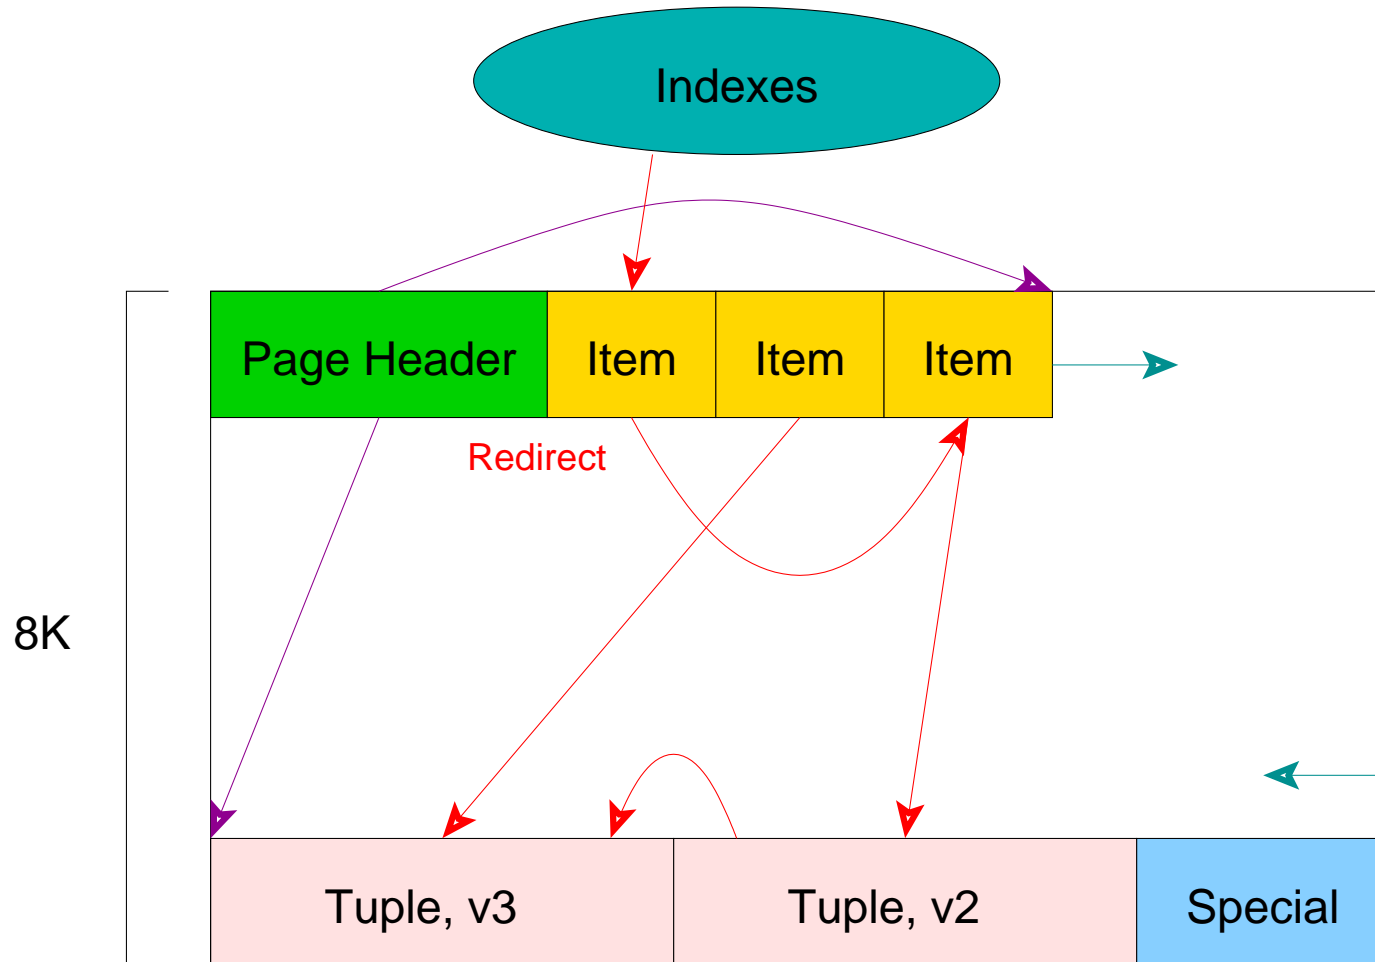 Indexes
Page Header
Item
Item
Item
Redirect
8K
Tuple, v3
Tuple, v2
Special